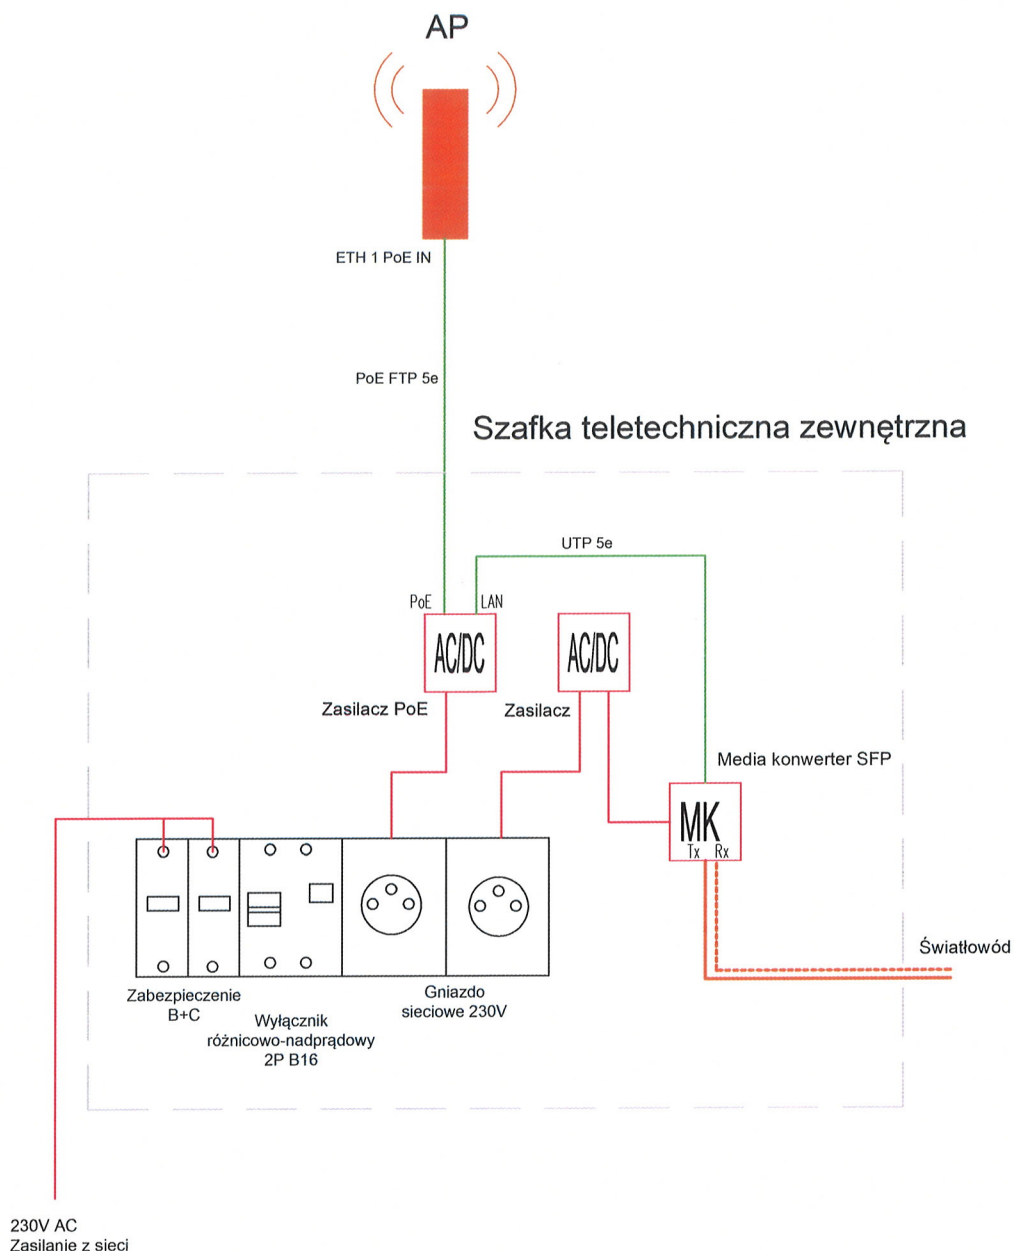 AP
ETH 1 PoE IN
PoE FTP 5e
Szafka teletechniczna zewnętrzna
UTP 5e
PoE
LAN
AC/DC
AC/DC
Zasilacz PoE
Zasilacz
Media konwerter SFP
MK
Tx Rx
Światłowód
Zabezpieczenie
B+C
Wyłącznik
różnicowo-nadprądowy
2P B16
Gniazdo
sieciowe 230V
230V AC
Zasilanie z sieci